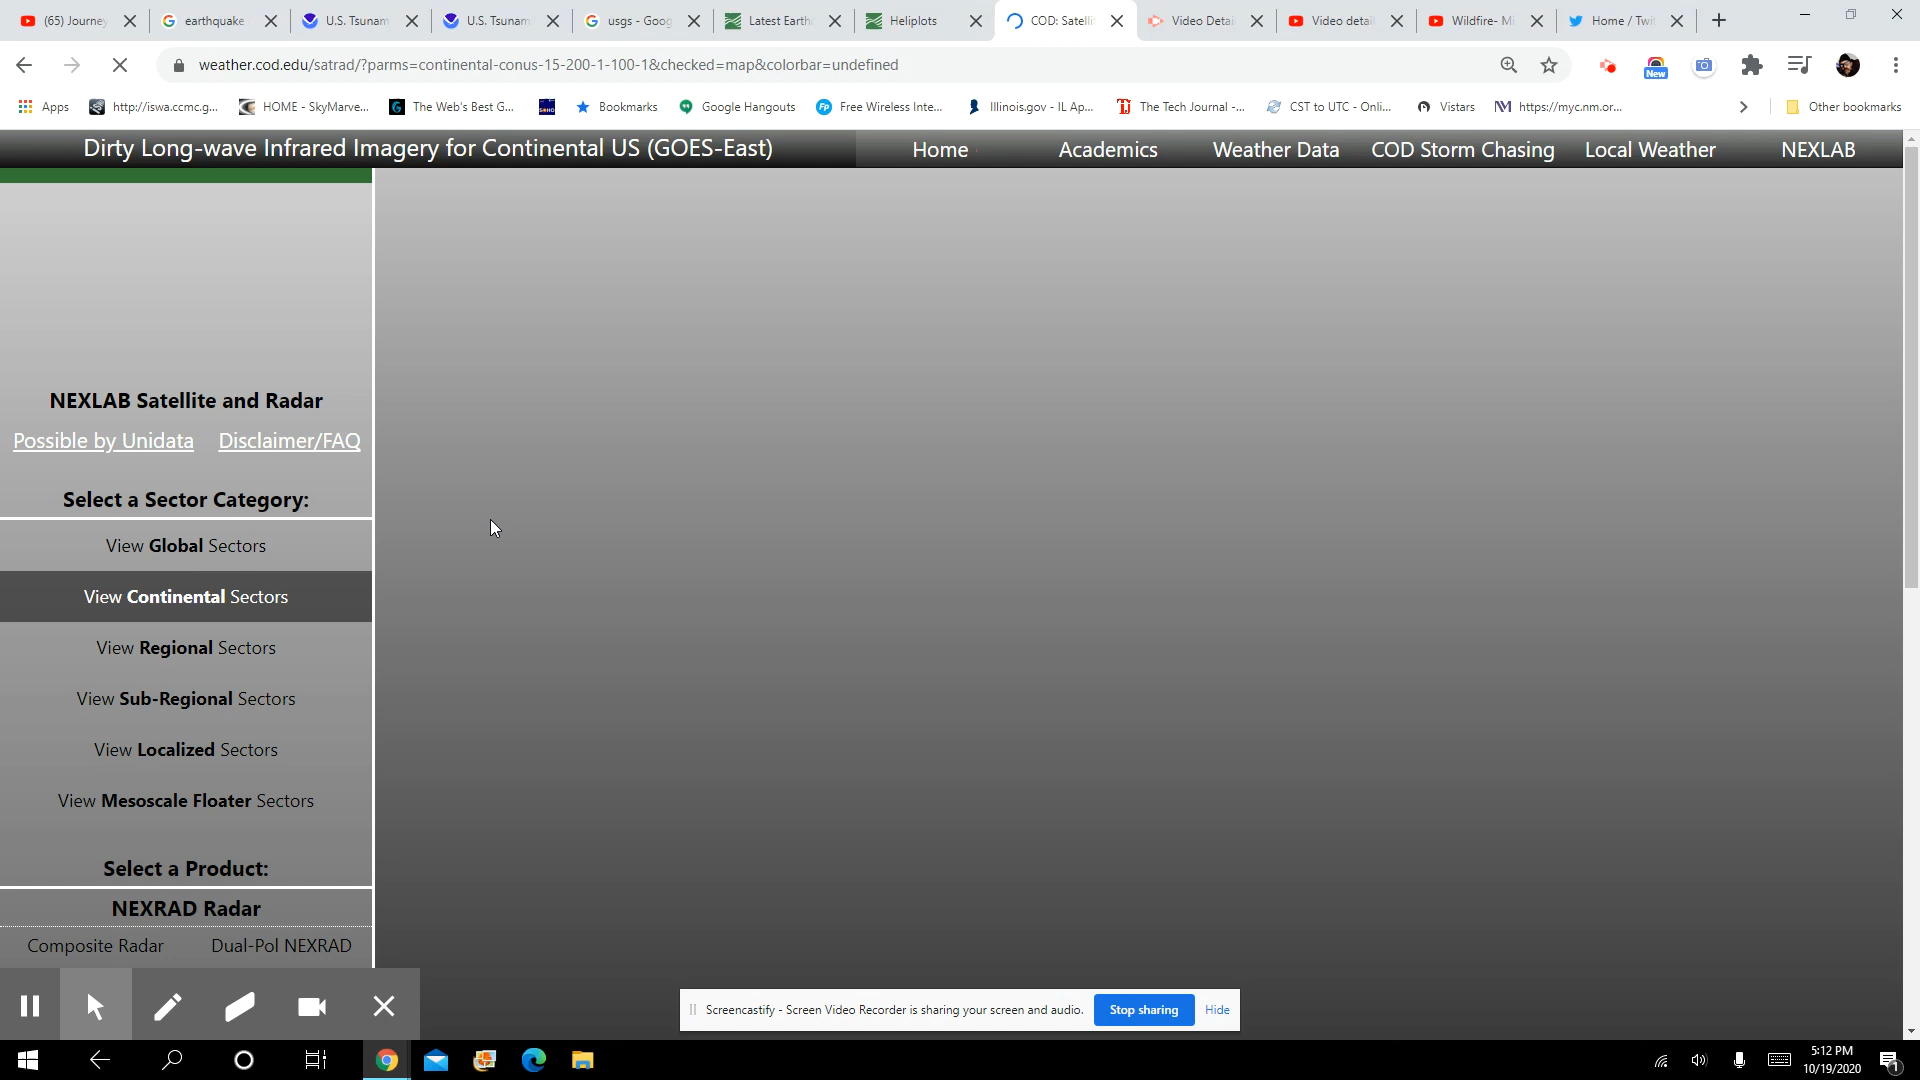 (65) Journey
earthquake
U.S. Tsunam
U.S. Tsunam
usgs - Goog
Latest Earth
Heliplots
COD: Satelli
Video Detai
Video detail
Wildfire- Mi
Home / Twit
weather.cod.edu/satrad/?parms=continental-conus-15-200-1-100-1&checked=map&colorbar=undefined
New
Apps
http://iswa.ccmc.g...
HOME - SkyMarve...
The Web's Best G...
Bookmarks
Google Hangouts
Fp Free Wireless Inte...
Illinois.gov - IL Ap...
The Tech Journal -...
CST to UTC - Onli...
Vistars
https://myc.nm.or...
Other bookmarks
Dirty Long-wave Infrared Imagery for Continental US (GOES-East)
Home
Academics
Weather Data
COD Storm Chasing
Local Weather
NEXLAB
NEXLAB Satellite and Radar
Possible by Unidata
Disclaimer/FAQ
Select a Sector Category:
View Global Sectors
View Continental Sectors
View Regional Sectors
View Sub-Regional Sectors
View Localized Sectors
View Mesoscale Floater Sectors
Select a Product:
NEXRAD Radar
Composite Radar
Dual-Pol NEXRAD
Screencastify - Screen Video Recorder is sharing your screen and audio.
Stop sharing
Hide
5:12 PM
10/19/2020
1